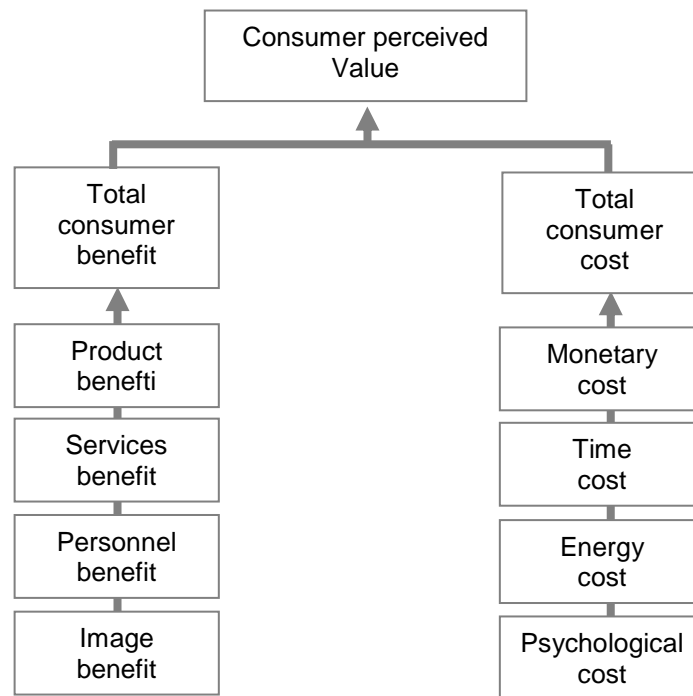 Consumer perceived
Value
Total
consumer
benefit
Product
benefti
Services
benefit
Personnel
benefit
Image
benefit
Total
consumer
cost
Monetary
cost
Time
cost
Energy
cost
Psychological
cost